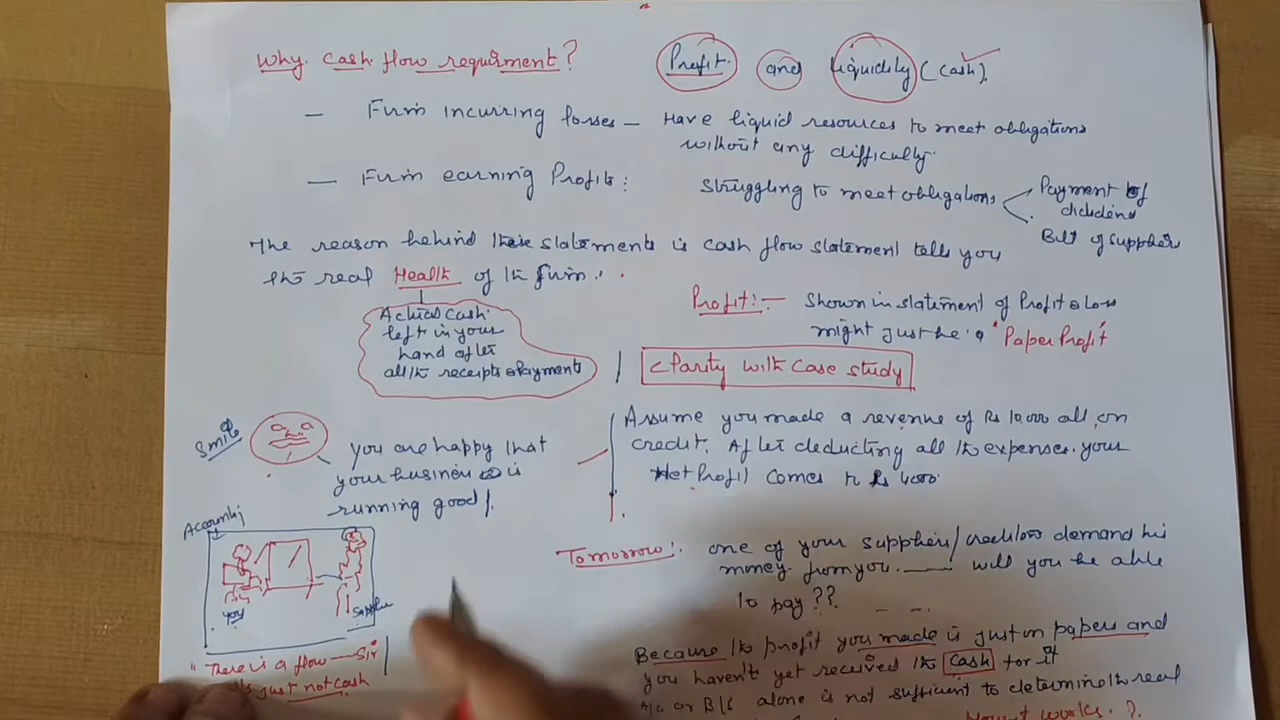 Why cash flow requirment? Profit and liquidity (cash).
— Firm incurring losses — Have liquid resources to meet obligations
without any difficulty.
— Firm earning Profits: Struggling to meet obligations
Payment of
dividend
Bill of supplier
The reason behind these statements is cash flow statement tells you
the real Health of the firm.
Actual cash
left in your
hand after
all the receipts & Payments
Profit:— Shown in statement of Profit & Loss
might just be a "Paper Profit"
Clarity with case study
Smile
you are happy that
your business is
running good!
Assume you made a revenue of Rs 10,000 all on
credit. After deducting all the expenses your
Net Profit comes to Rs 4000.
Accounting
you
Supplier
"There is a flow — Sir
just not cash
Tomorrow: one of your suppliers/creditor demand his
money from you. ___ will you be able
to pay??
Because the profit you made is just on papers and
you haven't yet received the cash for it
A/c or B/S alone is not sufficient to determine the real
works.?